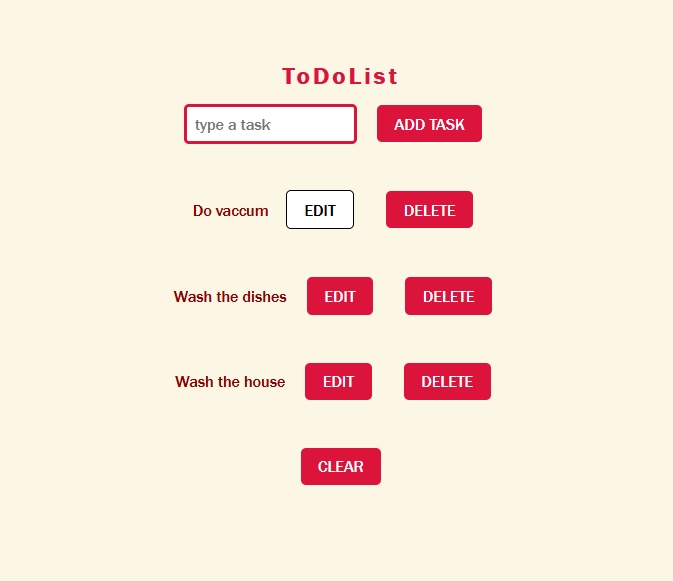 ToDoList
type a task ADD TASK
Do vaccum EDIT DELETE
Wash the dishes EDIT DELETE
Wash the house EDIT DELETE
CLEAR